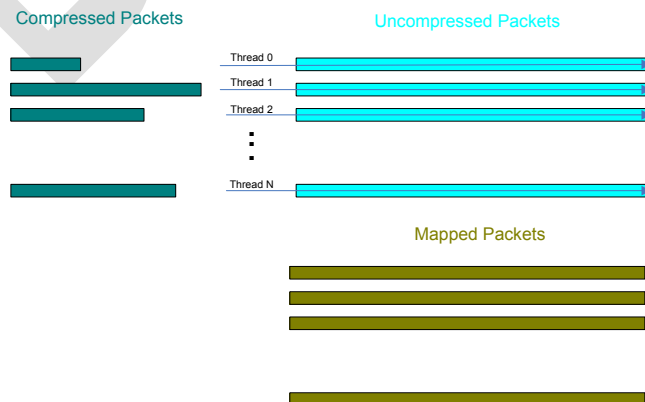 Compressed Packets
Uncompressed Packets
Thread 0
Thread 1
Thread 2
Thread N
Mapped Packets